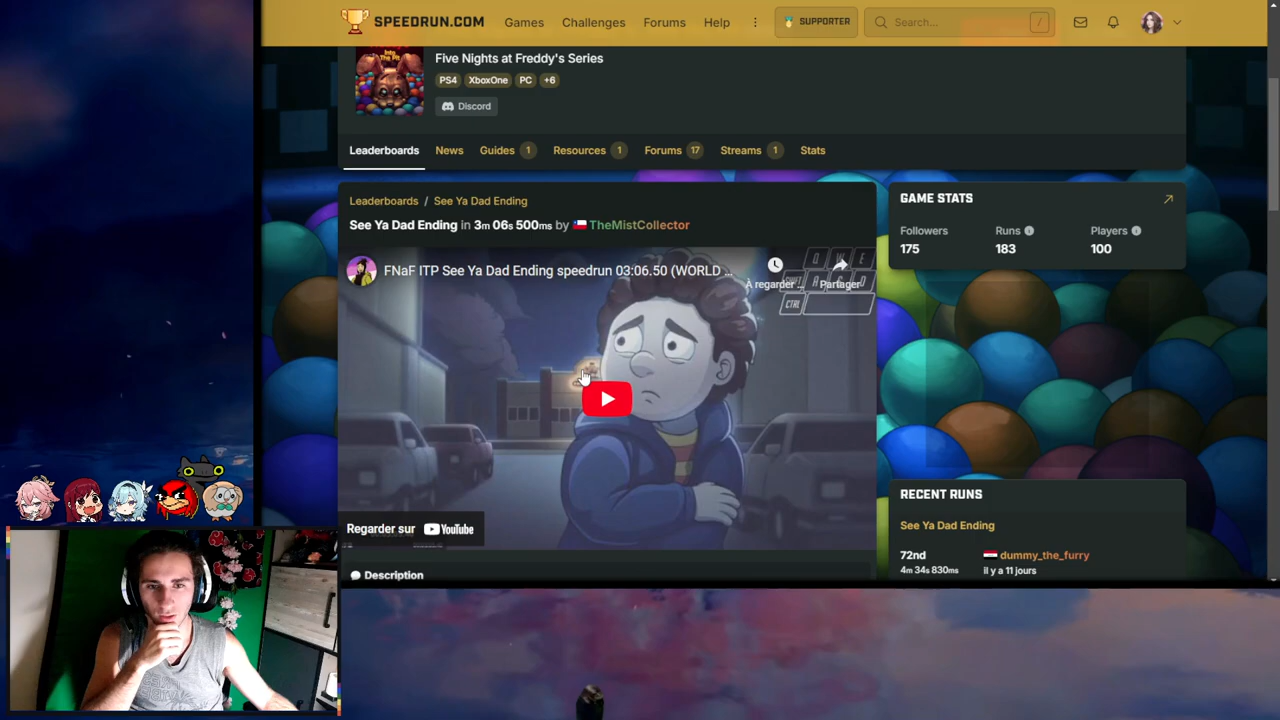 SPEEDRUN.COM Games Challenges Forums Help SUPPORTER Search... /
Five Nights at Freddy's Series
PS4 XboxOne PC +6
Discord
Leaderboards News Guides 1 Resources 1 Forums 17 Streams 1 Stats
Leaderboards / See Ya Dad Ending
See Ya Dad Ending in 3m 06s 500ms by TheMistCollector
FNaF ITP See Ya Dad Ending speedrun 03:06.50 (WORLD ...
À regarder ... Partager
Q W E
SHIFT A C D
CTRL
Regarder sur YouTube
Description
GAME STATS
Followers Runs Players
175 183 100
RECENT RUNS
See Ya Dad Ending
72nd dummy_the_furry
4m 34s 830ms il y a 11 jours